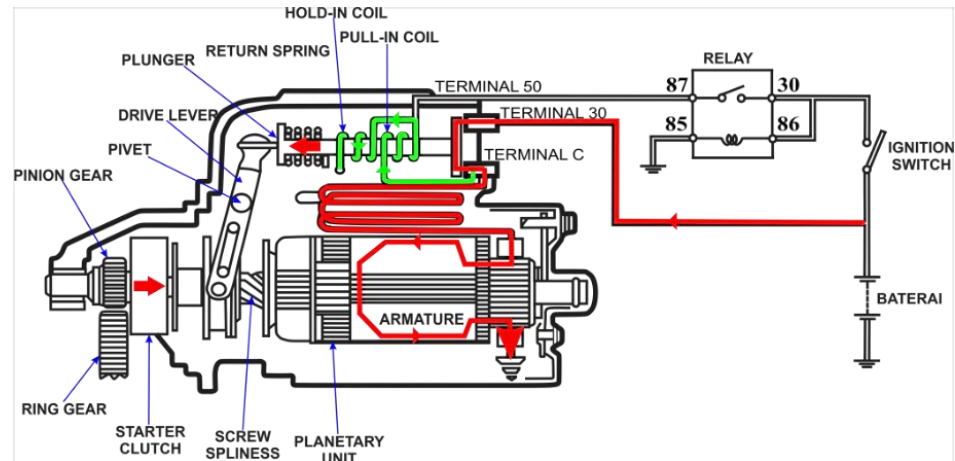 HOLD-IN COIL
PULL-IN COIL
RETURN SPRING
PLUNGER
DRIVE LEVER
PIVET
PINION GEAR
TERMINAL 50
TERMINAL 30
TERMINAL C
RELAY
87
30
85
86
IGNITION
SWITCH
BATERAI
ARMATURE
RING GEAR
STARTER
CLUTCH
SCREW
SPLINESS
PLANETARY
UNIT